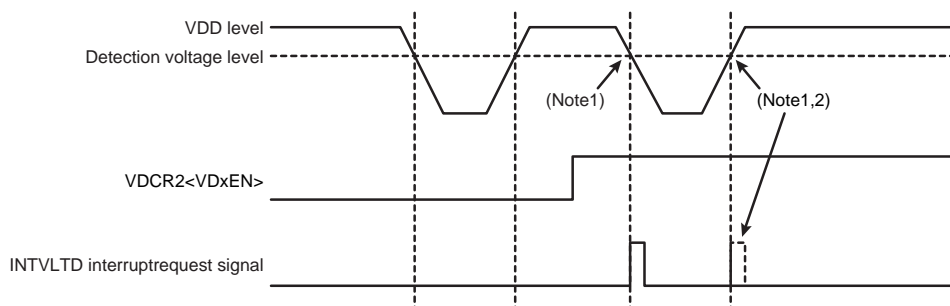 VDD level
Detection voltage level
(Note1)
(Note1,2)
VDCR2<VDxEN>
INTVLTD interruptrequest signal